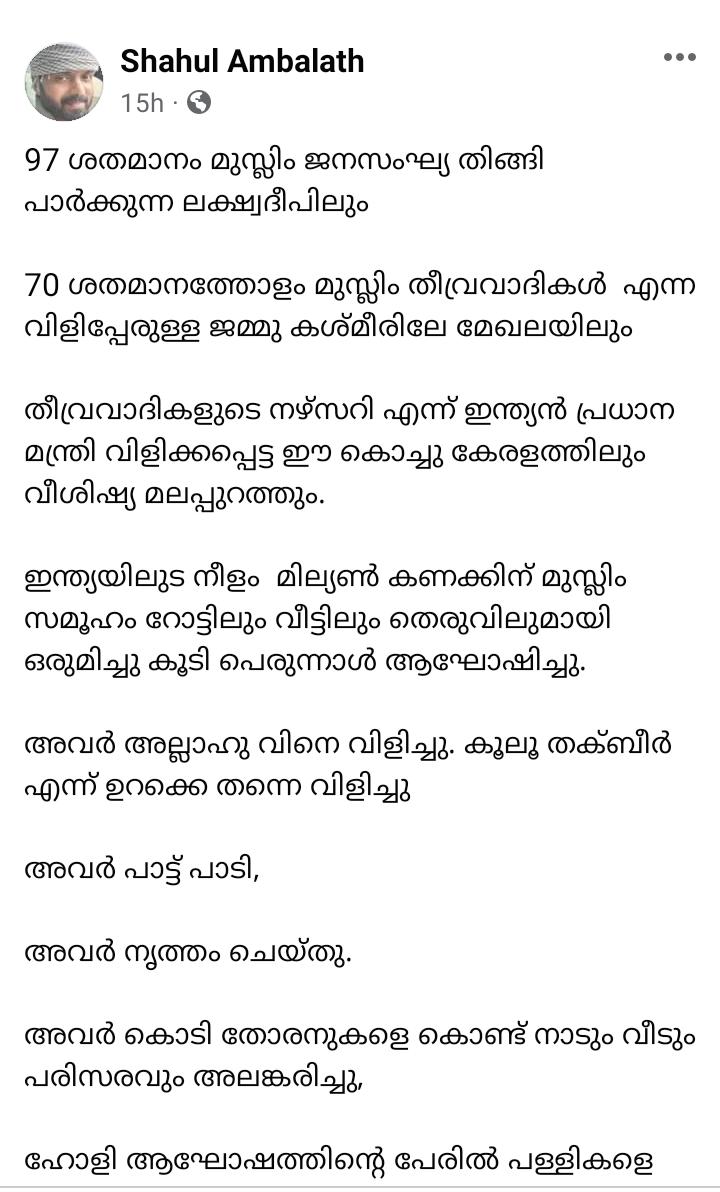 Shahul Ambalath
15h ·
97 ശതമാനം മുസ്ലിം ജനസംഘ്യ തിങ്ങി
പാർക്കുന്ന ലക്ഷ്വദീപിലും
70 ശതമാനത്തോളം മുസ്ലിം തീവ്രവാദികൾ എന്ന
വിളിപ്പേരുള്ള ജമ്മു കശ്മീരിലേ മേഖലയിലും
തീവ്രവാദികളുടെ നഴ്സറി എന്ന് ഇന്ത്യൻ പ്രധാന
മന്ത്രി വിളിക്കപ്പെട്ട ഈ കൊച്ചു കേരളത്തിലും
വീശിഷ്യ മലപ്പുറത്തും.
ഇന്ത്യയിലുട നീളം മില്യൺ കണക്കിന് മുസ്ലിം
സമൂഹം റോട്ടിലും വീട്ടിലും തെരുവിലുമായി
ഒരുമിച്ചു കൂടി പെരുന്നാൾ ആഘോഷിച്ചു.
അവർ അല്ലാഹു വിനെ വിളിച്ചു. കൂലൂ തക്ബീർ
എന്ന് ഉറക്കെ തന്നെ വിളിച്ചു
അവർ പാട്ട് പാടി,
അവർ നൃത്തം ചെയ്തു.
അവർ കൊടി തോരനുകളെ കൊണ്ട് നാടും വീടും
പരിസരവും അലങ്കരിച്ചു,
ഹോളി ആഘോഷത്തിന്റെ പേരിൽ പള്ളികളെ